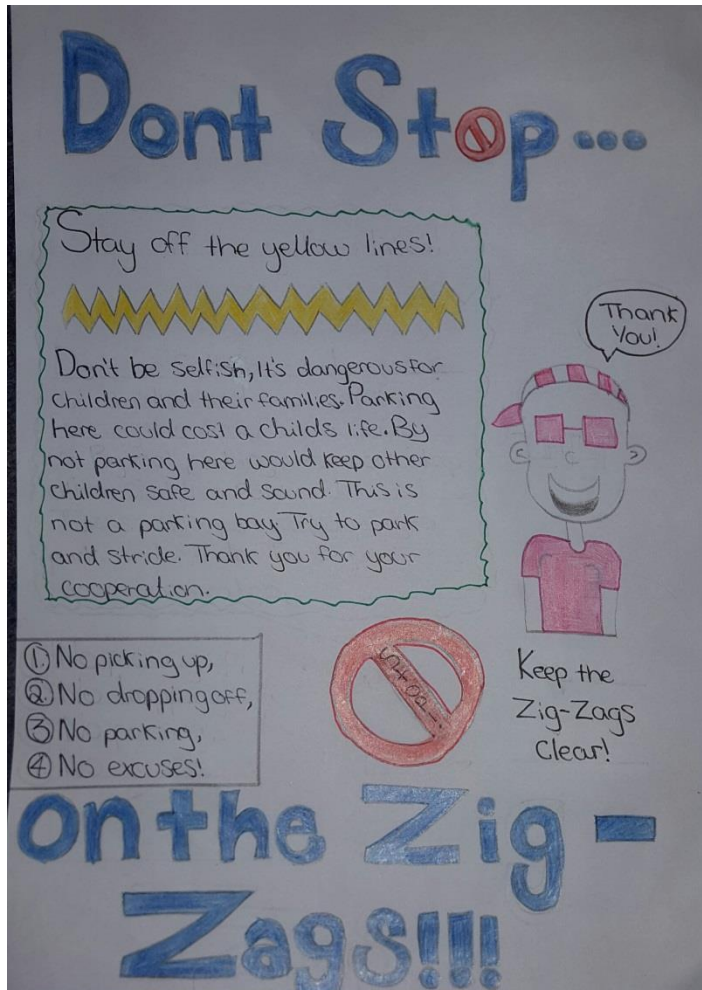 Dont Stop...
Stay off the yellow lines!
Don't be selfish, It's dangerous for
children and their families. Parking
here could cost a childs life. By
not parking here would keep other
children safe and sound. This is
not a parking bay. Try to park
and stride. Thank you for your
cooperation.
Thank
You!
① No picking up,
② No dropping off,
③ No parking,
④ No excuses!
Stop!
Keep the
Zig-Zags
Clear!
on the Zig-
Zags!!!